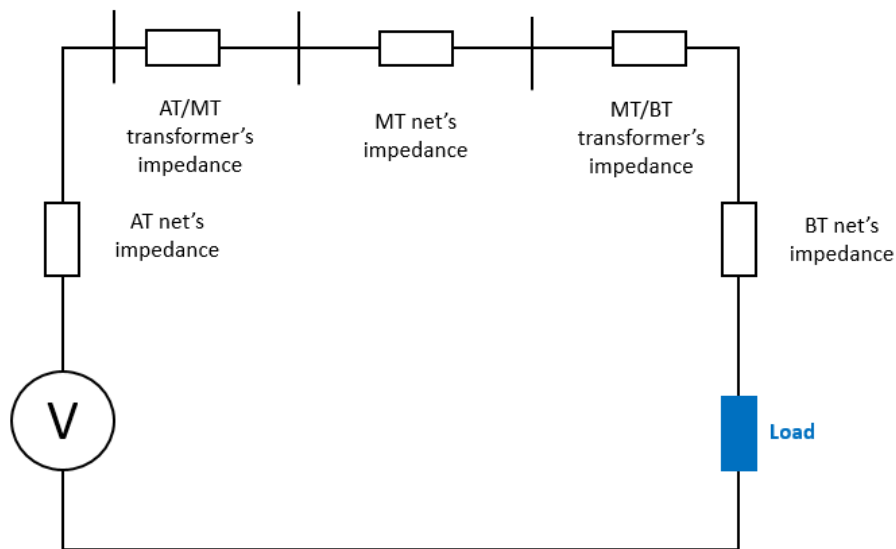 AT/MT
transformer's
impedance
MT net's
impedance
MT/BT
transformer's
impedance
AT net's
impedance
BT net's
impedance
V
Load